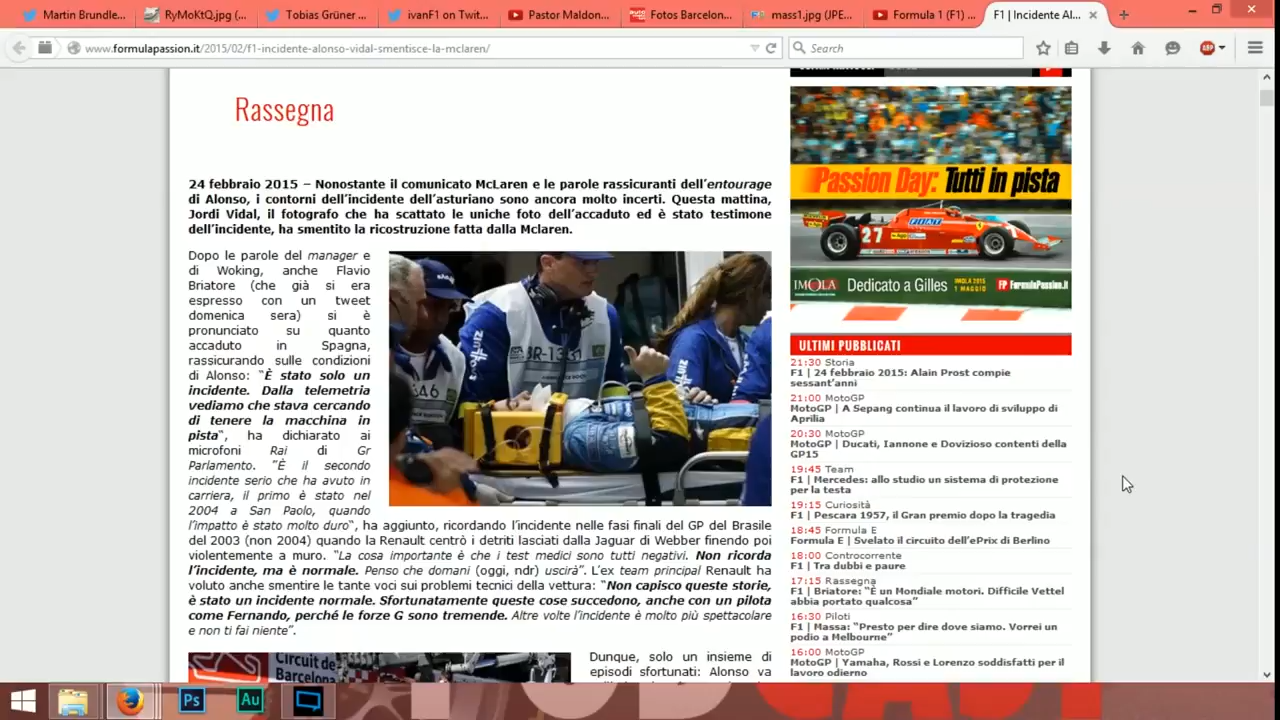 Martin Brundle...
RyMoKtQ.jpg (...
Tobias Grüner ...
ivanF1 on Twit...
Pastor Maldon...
Fotos Barcelon...
mass1.jpg (JPE...
Formula 1 (F1) ...
F1 | Incidente Al...
www.formulapassion.it/2015/02/f1-incidente-alonso-vidal-smentisce-la-mclaren/
Search
ABP
Rassegna
24 febbraio 2015 – Nonostante il comunicato McLaren e le parole rassicuranti dell’entourage
di Alonso, i contorni dell’incidente dell’asturiano sono ancora molto incerti. Questa mattina,
Jordi Vidal, il fotografo che ha scattato le uniche foto dell’accaduto ed è stato testimone
dell’incidente, ha smentito la ricostruzione fatta dalla Mclaren.
Dopo le parole del manager e
di Woking, anche Flavio
Briatore (che già si era
espresso con un tweet
domenica sera) si è
pronunciato su quanto
accaduto in Spagna,
rassicurando sulle condizioni
di Alonso: “È stato solo un
incidente. Dalla telemetria
vediamo che stava cercando
di tenere la macchina in
pista“, ha dichiarato ai
microfoni Rai di Gr
Parlamento. “È il secondo
incidente serio che ha avuto in
carriera, il primo è stato nel
2004 a San Paolo, quando
l’impatto è stato molto duro“, ha aggiunto, ricordando l’incidente nelle fasi finali del GP del Brasile
del 2003 (non 2004) quando la Renault centrò i detriti lasciati dalla Jaguar di Webber finendo poi
violentemente a muro. “La cosa importante è che i test medici sono tutti negativi. Non ricorda
l’incidente, ma è normale. Penso che domani (oggi, ndr) uscirà”. L’ex team principal Renault ha
voluto anche smentire le tante voci sui problemi tecnici della vettura: “Non capisco queste storie,
è stato un incidente normale. Sfortunatamente queste cose succedono, anche con un pilota
come Fernando, perché le forze G sono tremende. Altre volte l’incidente è molto più spettacolare
e non ti fai niente”.
Circuit de
Barcelona
Dunque, solo un insieme di
episodi sfortunati: Alonso va
Passion Day: Tutti in pista
27
FIAT
IMOLA
Dedicato a Gilles
IMOLA 2015
1 MAGGIO
FP FormulaPassion.it
ULTIMI PUBBLICATI
21:30 Storia
F1 | 24 febbraio 2015: Alain Prost compie
sessant’anni
21:00 MotoGP
MotoGP | A Sepang continua il lavoro di sviluppo di
Aprilia
20:30 MotoGP
MotoGP | Ducati, Iannone e Dovizioso contenti della
GP15
19:45 Team
F1 | Mercedes: allo studio un sistema di protezione
per la testa
19:15 Curiosità
F1 | Pescara 1957, il Gran premio dopo la tragedia
18:45 Formula E
Formula E | Svelato il circuito dell’ePrix di Berlino
18:00 Controcorrente
F1 | Tra dubbi e paure
17:15 Rassegna
F1 | Briatore: “È un Mondiale motori. Difficile Vettel
abbia portato qualcosa”
16:30 Piloti
F1 | Massa: “Presto per dire dove siamo. Vorrei un
podio a Melbourne”
16:00 MotoGP
MotoGP | Yamaha, Rossi e Lorenzo soddisfatti per il
lavoro odierno
Ps
Au